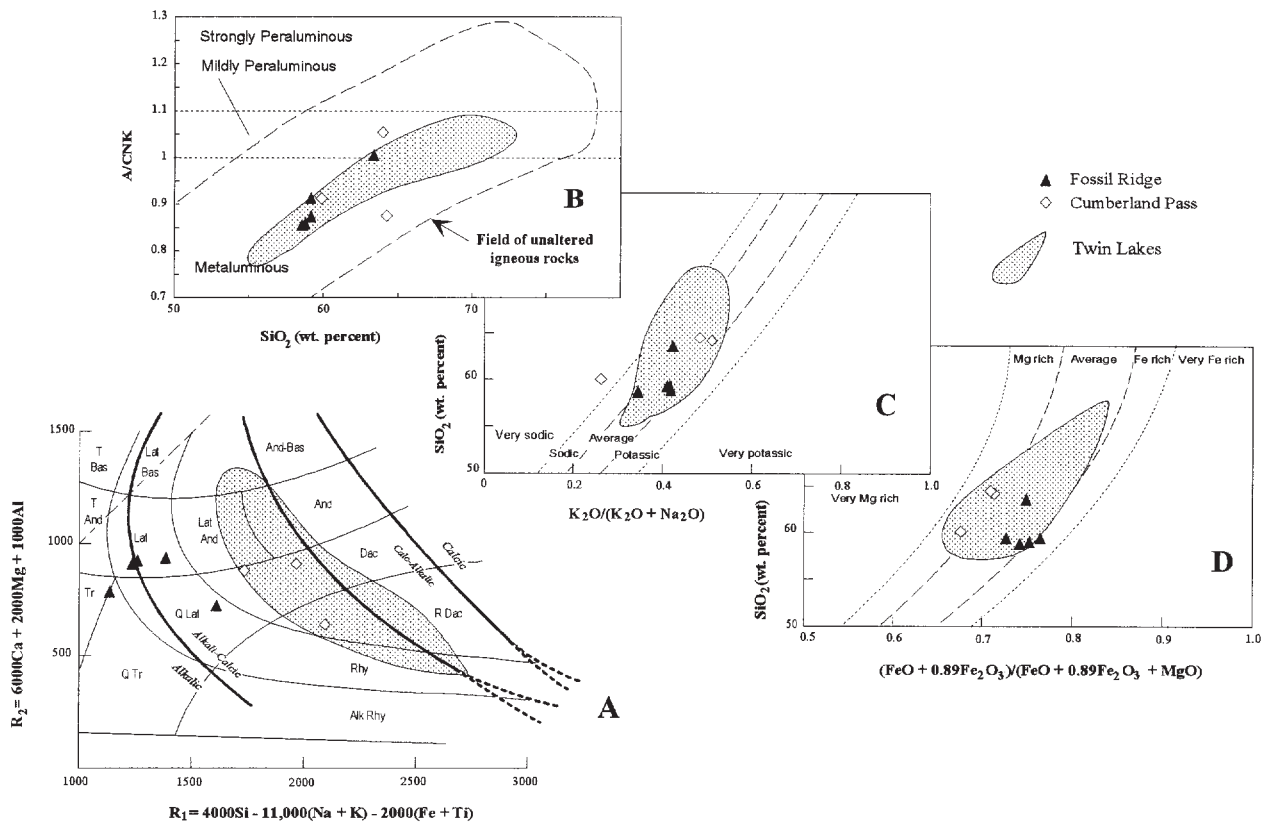 1.3
1.2
1.1
1
0.9
0.8
0.7
A/CNK
Strongly Peraluminous
Mildly Peraluminous
Metaluminous
B
Field of unaltered
igneous rocks
50
60
70
SiO₂ (wt. percent)
▲ Fossil Ridge
◇ Cumberland Pass
Twin Lakes
SiO₂ (wt. percent)
60
50
C
Very sodic
Sodic
Average
Potassic
Very potassic
0
0.2
0.4
0.6
0.8
1.0
K₂O/(K₂O + Na₂O)
Mg rich
Average
Fe rich
Very Fe rich
Very Mg rich
SiO₂ (wt. percent)
60
50
D
0.5
0.6
0.7
0.8
0.9
1.0
(FeO + 0.89Fe₂O₃)/(FeO + 0.89Fe₂O₃ + MgO)
R₂= 6000Ca + 2000Mg + 1000Al
1500
1000
500
T
Bas
Lat
Bas
And-Bas
T
And
Lat
Lat
And
And
Dac
Calc-Alkalic
Calcic
Tr
Q Lat
R Dac
Q Tr
Alkalic
Alkali-Calcic
Rhy
Alk Rhy
A
1000
1500
2000
2500
3000
R₁= 4000Si - 11,000(Na + K) - 2000(Fe + Ti)